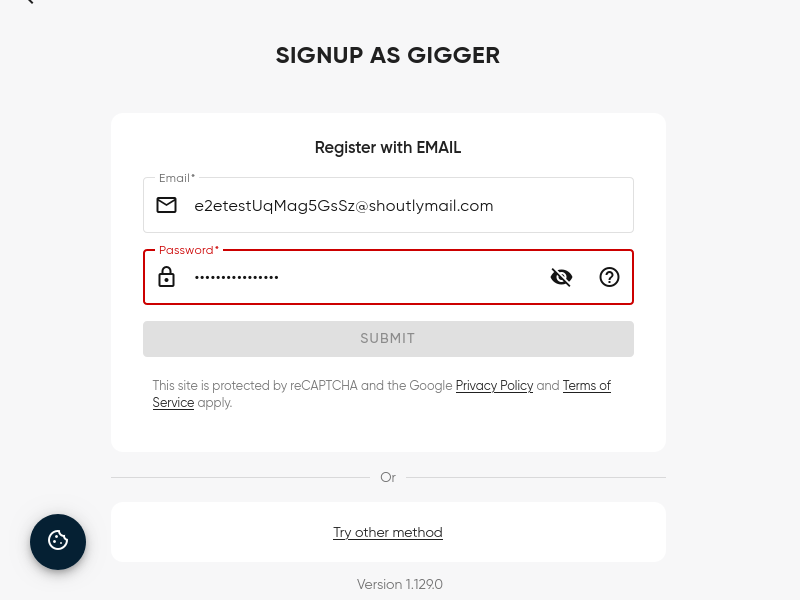 SIGNUP AS GIGGER
Register with EMAIL
Email*
e2etestUqMag5GsSz@shoutlymail.com
Password*
••••••••••••••••
SUBMIT
This site is protected by reCAPTCHA and the Google Privacy Policy and Terms of
Service apply.
Or
Try other method
Version 1.129.0